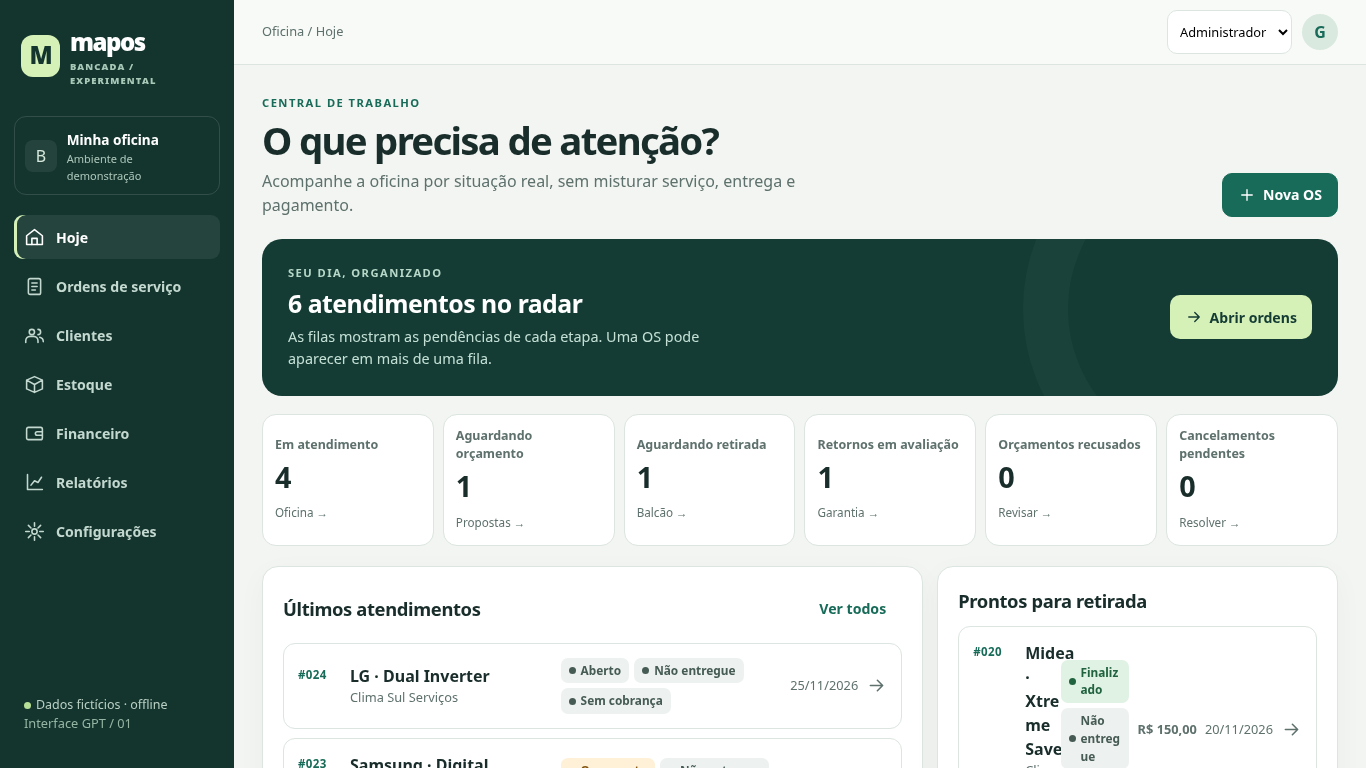 M
mapos
BANCADA /
EXPERIMENTAL
B
Minha oficina
Ambiente de
demonstração
Hoje
Ordens de serviço
Clientes
Estoque
Financeiro
Relatórios
Configurações
Dados fictícios · offline
Interface GPT / 01
Oficina / Hoje
Administrador
G
CENTRAL DE TRABALHO
O que precisa de atenção?
Acompanhe a oficina por situação real, sem misturar serviço, entrega e
pagamento.
Nova OS
SEU DIA, ORGANIZADO
6 atendimentos no radar
As filas mostram as pendências de cada etapa. Uma OS pode
aparecer em mais de uma fila.
→ Abrir ordens
Em atendimento
4
Oficina →
Aguardando
orçamento
1
Propostas →
Aguardando retirada
1
Balcão →
Retornos em avaliação
1
Garantia →
Orçamentos recusados
0
Revisar →
Cancelamentos
pendentes
0
Resolver →
Últimos atendimentos
Ver todos
#024
LG · Dual Inverter
Clima Sul Serviços
Aberto
Não entregue
Sem cobrança
25/11/2026
#023
Samsung · Digital
Prontos para retirada
#020
Midea
·
Xtre
me
Save
Finaliz
ado
Não
entreg
ue
R$ 150,00
20/11/2026